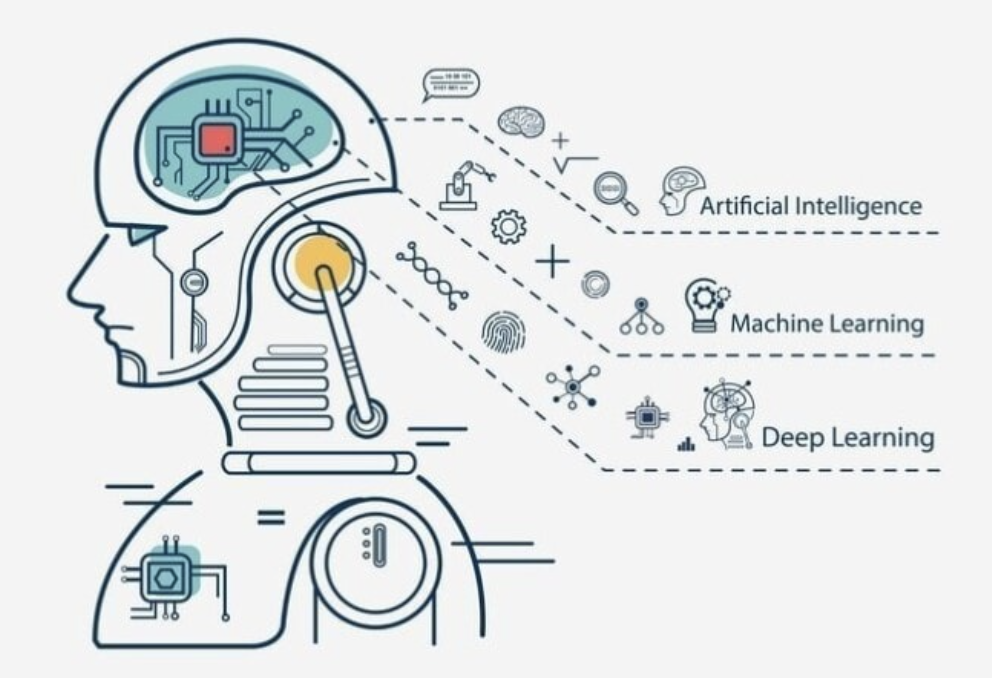 Artificial Intelligence
Machine Learning
Deep Learning